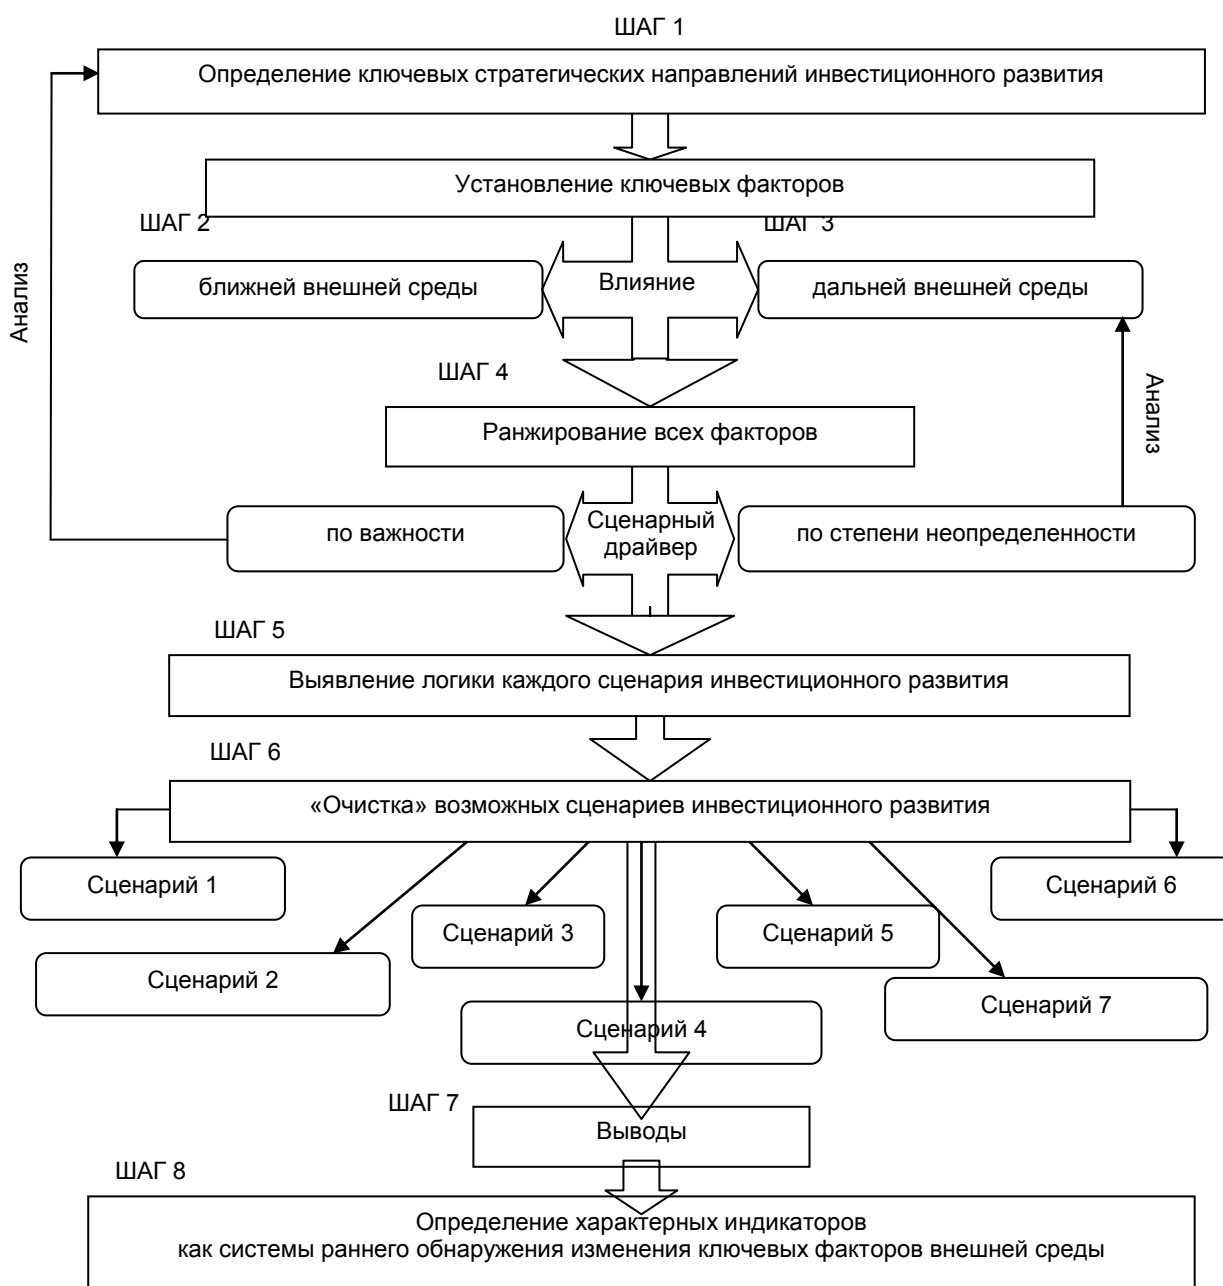 ШАГ 1
Определение ключевых стратегических направлений инвестиционного развития
Установление ключевых факторов
ШАГ 2
ШАГ 3
Анализ
ближней внешней среды
Влияние
дальней внешней среды
ШАГ 4
Анализ
Ранжирование всех факторов
по важности
Сценарный
драйвер
по степени неопределенности
ШАГ 5
Выявление логики каждого сценария инвестиционного развития
ШАГ 6
«Очистка» возможных сценариев инвестиционного развития
Сценарий 1
Сценарий 6
Сценарий 3
Сценарий 5
Сценарий 2
Сценарий 7
Сценарий 4
ШАГ 7
Выводы
ШАГ 8
Определение характерных индикаторов
как системы раннего обнаружения изменения ключевых факторов внешней среды